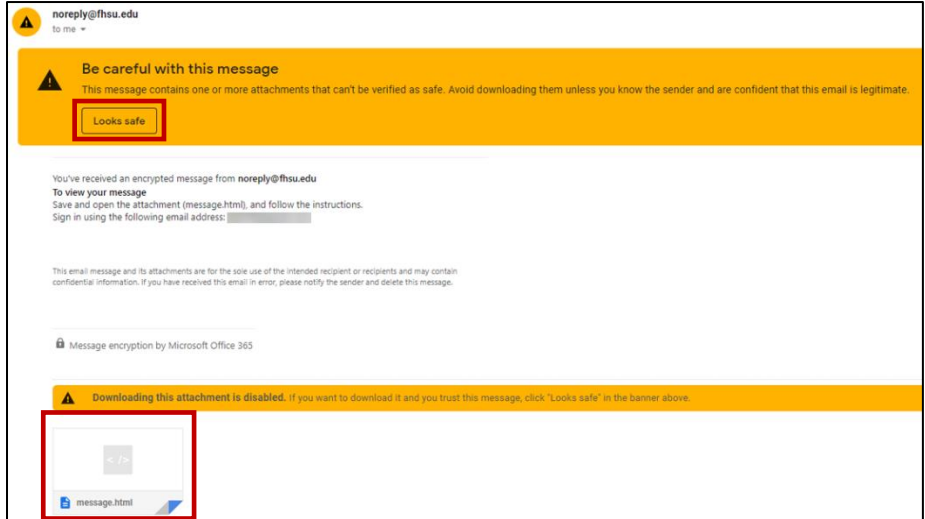 noreply@fhsu.edu
to me
Be careful with this message
This message contains one or more attachments that can't be verified as safe. Avoid downloading them unless you know the sender and are confident that this email is legitimate.
Looks safe
You've received an encrypted message from noreply@fhsu.edu
To view your message
Save and open the attachment (message.html), and follow the instructions.
Sign in using the following email address:
This email message and its attachments are for the sole use of the intended recipient or recipients and may contain
confidential information. If you have received this email in error, please notify the sender and delete this message.
Message encryption by Microsoft Office 365
Downloading this attachment is disabled. If you want to download it and you trust this message, click "Looks safe" in the banner above.
< />
message.html